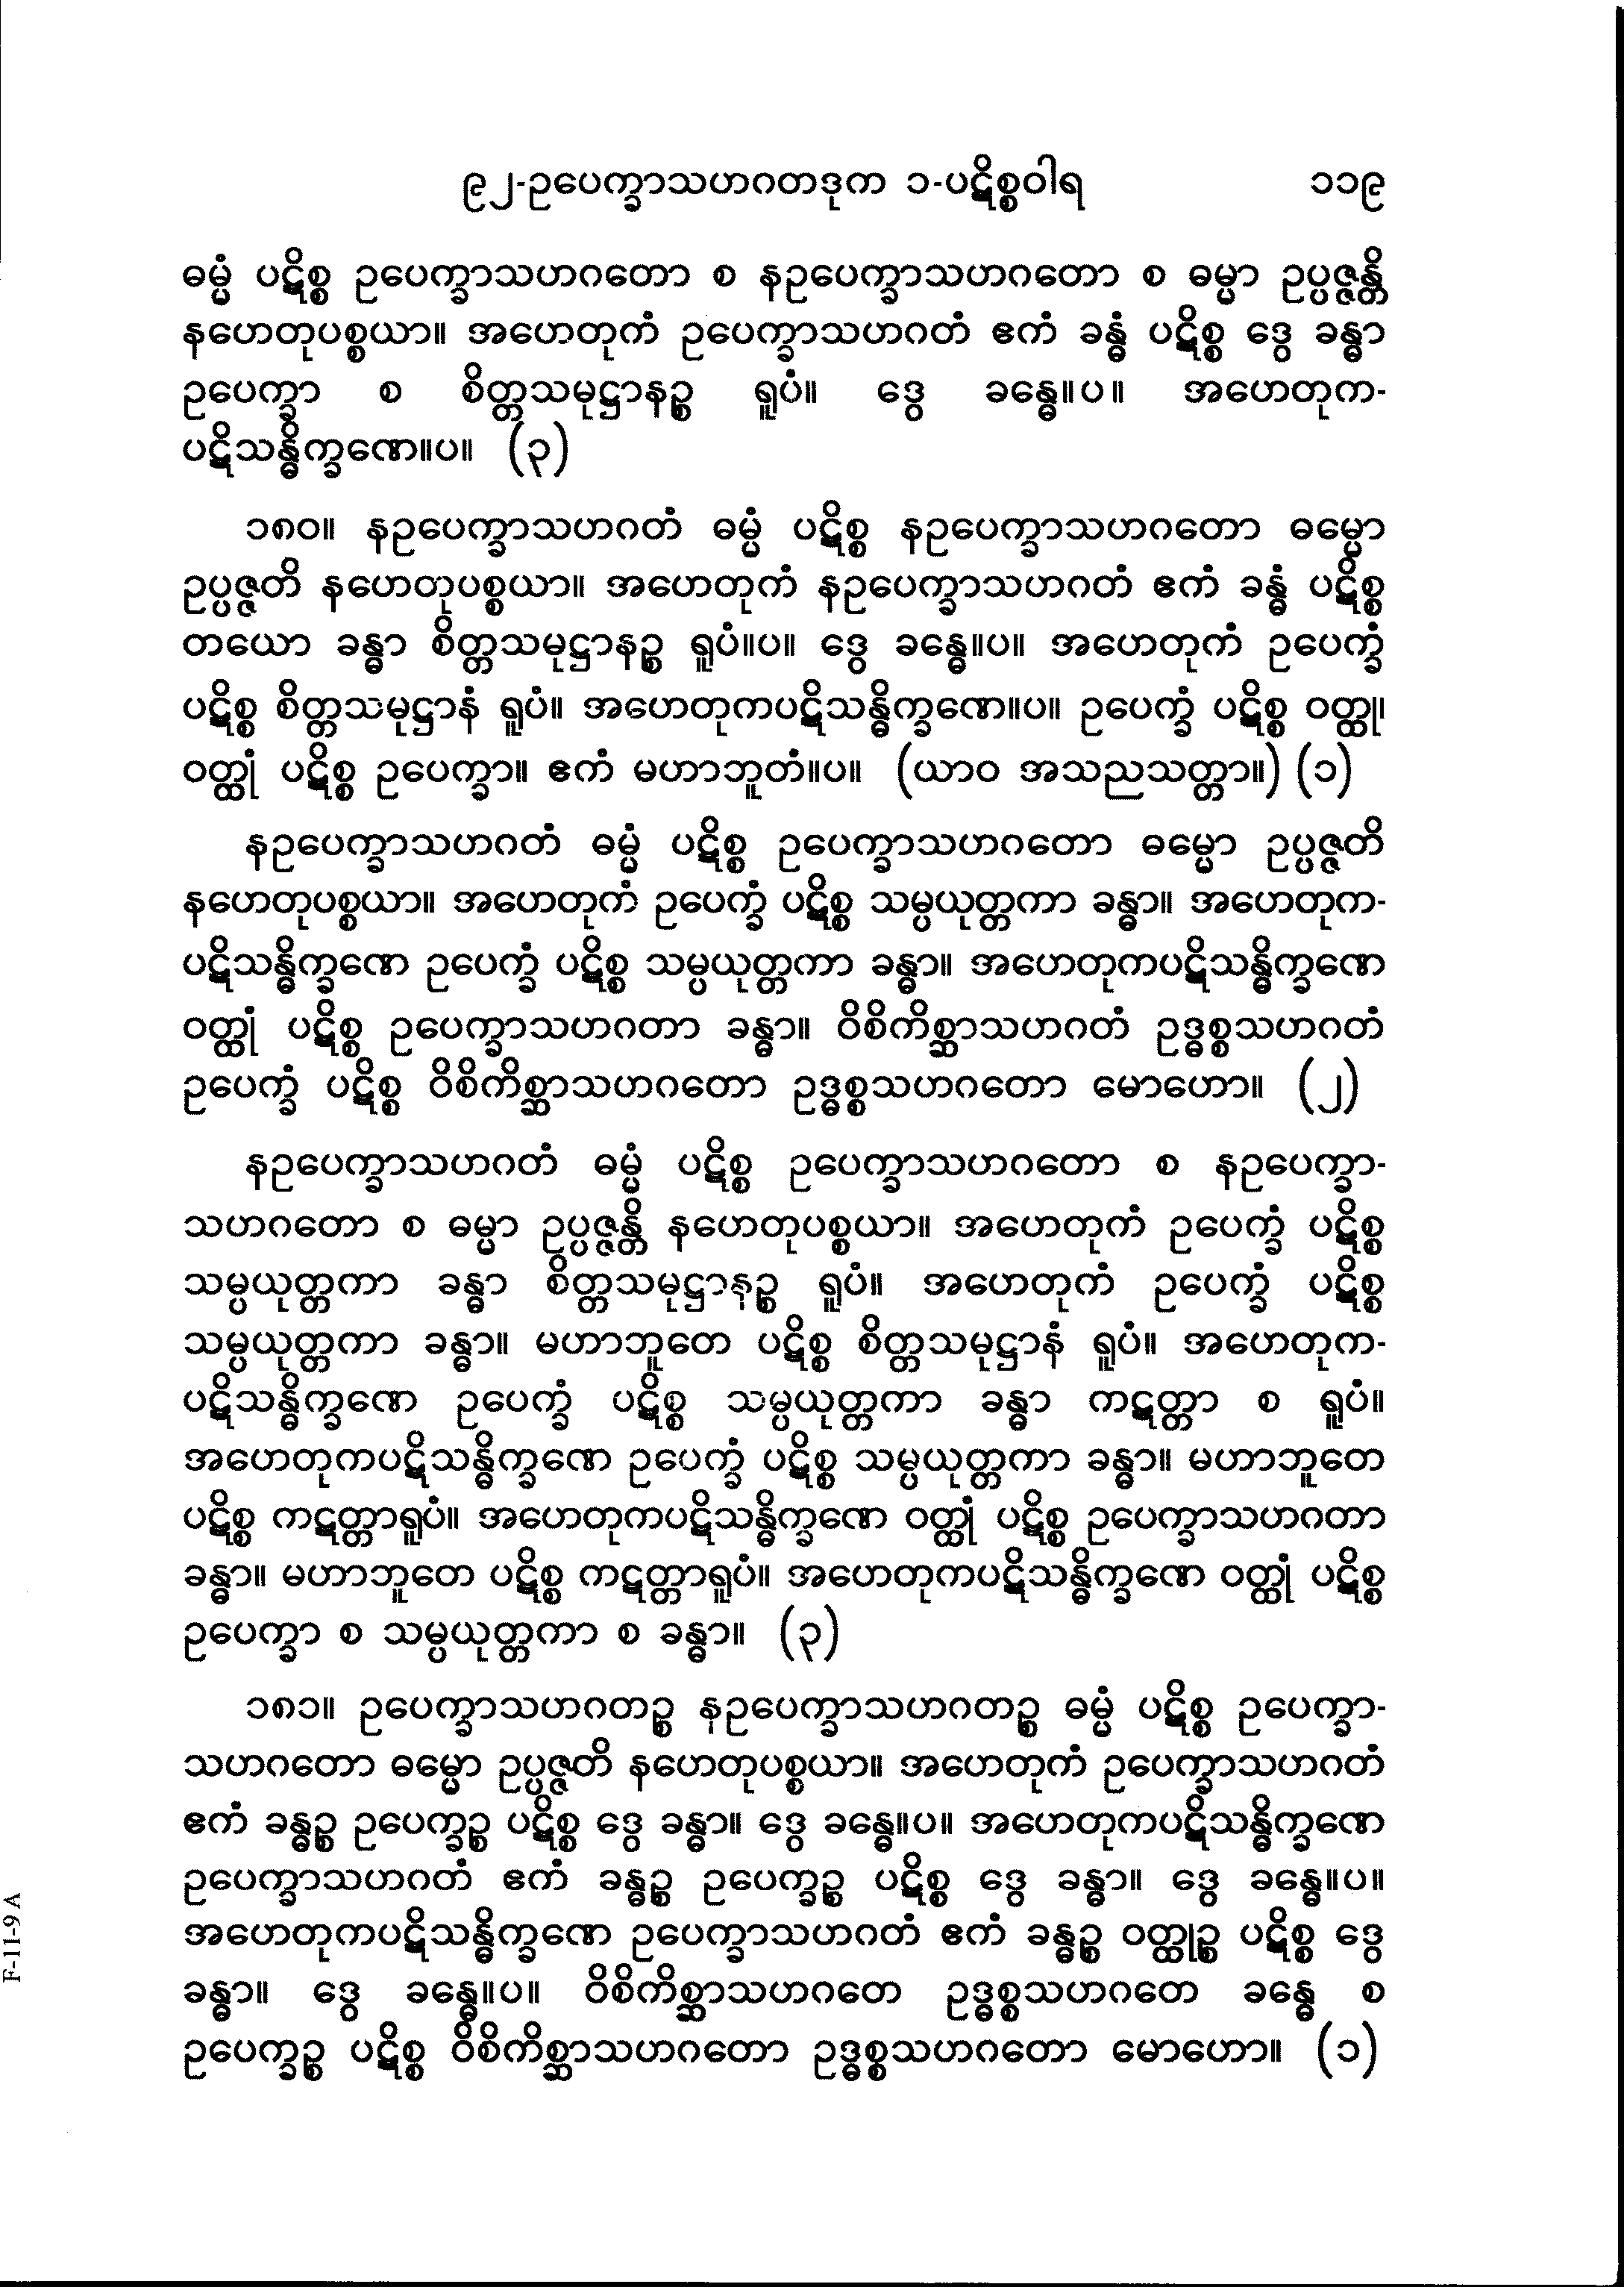 ၉၂-ဥပေက္ခာသဟဂတဒုက ၁-ပဋိစ္စဝါရ ၁၁၉
ဓမ္မံ ပဋိစ္စ ဥပေက္ခာသဟဂတော စ နဥပေက္ခာသဟဂတော စ ဓမ္မာ ဥပ္ပဇ္ဇန္တိ
နဟေတုပစ္စယာ။ အဟေတုကံ ဥပေက္ခာသဟဂတံ ဧကံ ခန္ဓံ ပဋိစ္စ ဒွေ ခန္ဓာ
ဥပေက္ခာ စ စိတ္တသမုဋ္ဌာနဉ္စ ရူပံ။ ဒွေ ခန္ဓေ။ပ။ အဟေတုက-
ပဋိသန္ဓိက္ခဏေ။ပ။ (၃)
၁၈၀။ နဥပေက္ခာသဟဂတံ ဓမ္မံ ပဋိစ္စ နဥပေက္ခာသဟဂတော ဓမ္မော
ဥပ္ပဇ္ဇတိ နဟေတုပစ္စယာ။ အဟေတုကံ နဥပေက္ခာသဟဂတံ ဧကံ ခန္ဓံ ပဋိစ္စ
တယော ခန္ဓာ စိတ္တသမုဋ္ဌာနဉ္စ ရူပံ။ပ။ ဒွေ ခန္ဓေ။ပ။ အဟေတုကံ ဥပေက္ခံ
ပဋိစ္စ စိတ္တသမုဋ္ဌာနံ ရူပံ။ အဟေတုကပဋိသန္ဓိက္ခဏေ။ပ။ ဥပေက္ခံ ပဋိစ္စ ဝတ္ထု၊
ဝတ္ထုံ ပဋိစ္စ ဥပေက္ခာ။ ဧကံ မဟာဘူတံ။ပ။ (ယာဝ အသညသတ္တာ။) (၁)
နဥပေက္ခာသဟဂတံ ဓမ္မံ ပဋိစ္စ ဥပေက္ခာသဟဂတော ဓမ္မော ဥပ္ပဇ္ဇတိ
နဟေတုပစ္စယာ။ အဟေတုကံ ဥပေက္ခံ ပဋိစ္စ သမ္ပယုတ္တကာ ခန္ဓာ။ အဟေတုက-
ပဋိသန္ဓိက္ခဏေ ဥပေက္ခံ ပဋိစ္စ သမ္ပယုတ္တကာ ခန္ဓာ။ အဟေတုကပဋိသန္ဓိက္ခဏေ
ဝတ္ထုံ ပဋိစ္စ ဥပေက္ခာသဟဂတာ ခန္ဓာ။ ဝိစိကိစ္ဆာသဟဂတံ ဥဒ္ဓစ္စသဟဂတံ
ဥပေက္ခံ ပဋိစ္စ ဝိစိကိစ္ဆာသဟဂတော ဥဒ္ဓစ္စသဟဂတော မောဟော။ (၂)
နဥပေက္ခာသဟဂတံ ဓမ္မံ ပဋိစ္စ ဥပေက္ခာသဟဂတော စ နဥပေက္ခာ-
သဟဂတော စ ဓမ္မာ ဥပ္ပဇ္ဇန္တိ နဟေတုပစ္စယာ။ အဟေတုကံ ဥပေက္ခံ ပဋိစ္စ
သမ္ပယုတ္တကာ ခန္ဓာ စိတ္တသမုဋ္ဌာနဉ္စ ရူပံ။ အဟေတုကံ ဥပေက္ခံ ပဋိစ္စ
သမ္ပယုတ္တကာ ခန္ဓာ။ မဟာဘူတေ ပဋိစ္စ စိတ္တသမုဋ္ဌာနံ ရူပံ။ အဟေတုက-
ပဋိသန္ဓိက္ခဏေ ဥပေက္ခံ ပဋိစ္စ သမ္ပယုတ္တကာ ခန္ဓာ ကဋတ္တာ စ ရူပံ။
အဟေတုကပဋိသန္ဓိက္ခဏေ ဥပေက္ခံ ပဋိစ္စ သမ္ပယုတ္တကာ ခန္ဓာ။ မဟာဘူတေ
ပဋိစ္စ ကဋတ္တာရူပံ။ အဟေတုကပဋိသန္ဓိက္ခဏေ ဝတ္ထုံ ပဋိစ္စ ဥပေက္ခာသဟဂတာ
ခန္ဓာ။ မဟာဘူတေ ပဋိစ္စ ကဋတ္တာရူပံ။ အဟေတုကပဋိသန္ဓိက္ခဏေ ဝတ္ထုံ ပဋိစ္စ
ဥပေက္ခာ စ သမ္ပယုတ္တကာ စ ခန္ဓာ။ (၃)
၁၈၁။ ဥပေက္ခာသဟဂတဉ္စ နဥပေက္ခာသဟဂတဉ္စ ဓမ္မံ ပဋိစ္စ ဥပေက္ခာ-
သဟဂတော ဓမ္မော ဥပ္ပဇ္ဇတိ နဟေတုပစ္စယာ။ အဟေတုကံ ဥပေက္ခာသဟဂတံ
ဧကံ ခန္ဓဉ္စ ဥပေက္ခဉ္စ ပဋိစ္စ ဒွေ ခန္ဓာ။ ဒွေ ခန္ဓေ။ပ။ အဟေတုကပဋိသန္ဓိက္ခဏေ
ဥပေက္ခာသဟဂတံ ဧကံ ခန္ဓဉ္စ ဥပေက္ခဉ္စ ပဋိစ္စ ဒွေ ခန္ဓာ။ ဒွေ ခန္ဓေ။ပ။
အဟေတုကပဋိသန္ဓိက္ခဏေ ဥပေက္ခာသဟဂတံ ဧကံ ခန္ဓဉ္စ ဝတ္ထုဉ္စ ပဋိစ္စ ဒွေ
ခန္ဓာ။ ဒွေ ခန္ဓေ။ပ။ ဝိစိကိစ္ဆာသဟဂတေ ဥဒ္ဓစ္စသဟဂတေ ခန္ဓေ စ
ဥပေက္ခဉ္စ ပဋိစ္စ ဝိစိကိစ္ဆာသဟဂတော ဥဒ္ဓစ္စသဟဂတော မောဟော။ (၁)
F-11-9 A